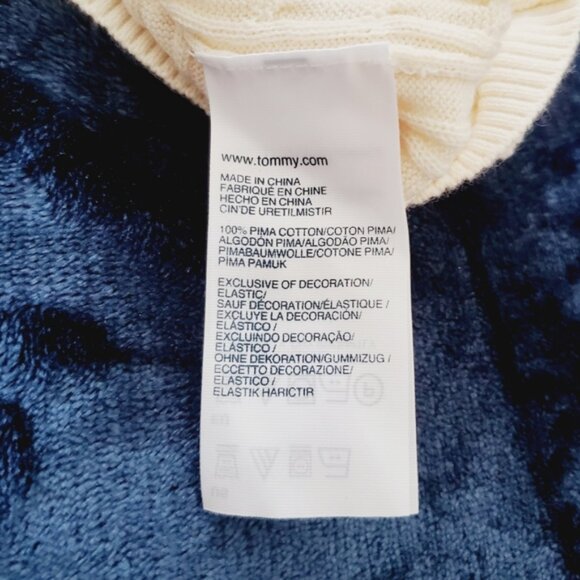 www.tommy.com
MADE IN CHINA
FABRIQUÉ EN CHINE
HECHO EN CHINA
ÇIN'DE URETILMISTIR
100% PIMA COTTON/COTON PIMA/
ALGODÓN PIMA/ALGODÃO PIMA/
PIMABAUMWOLLE/COTONE PIMA/
PIMA PAMUK
EXCLUSIVE OF DECORATION/
ELASTIC/
SAUF DÉCORATION/ÉLASTIQUE /
EXCLUYE LA DECORACIÓN/
ELÁSTICO /
EXCLUINDO DECORAÇÃO/
ELÁSTICO /
OHNE DEKORATION/GUMMIZUG /
ECCETTO DECORAZIONE/
ELASTICO /
ELASTIK HARICTIR